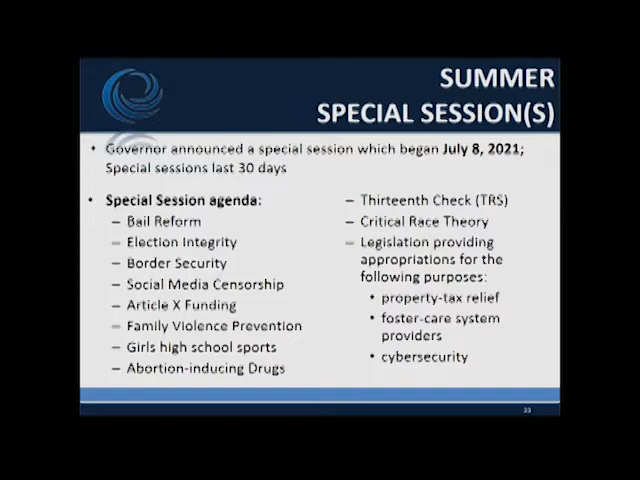 SUMMER
SPECIAL SESSION(S)
• Governor announced a special session which began July 8, 2021;
Special sessions last 30 days
• Special Session agenda:
– Bail Reform
– Election Integrity
– Border Security
– Social Media Censorship
– Article X Funding
– Family Violence Prevention
– Girls high school sports
– Abortion-inducing Drugs
– Thirteenth Check (TRS)
– Critical Race Theory
– Legislation providing
appropriations for the
following purposes:
• property-tax relief
• foster-care system
providers
• cybersecurity
23